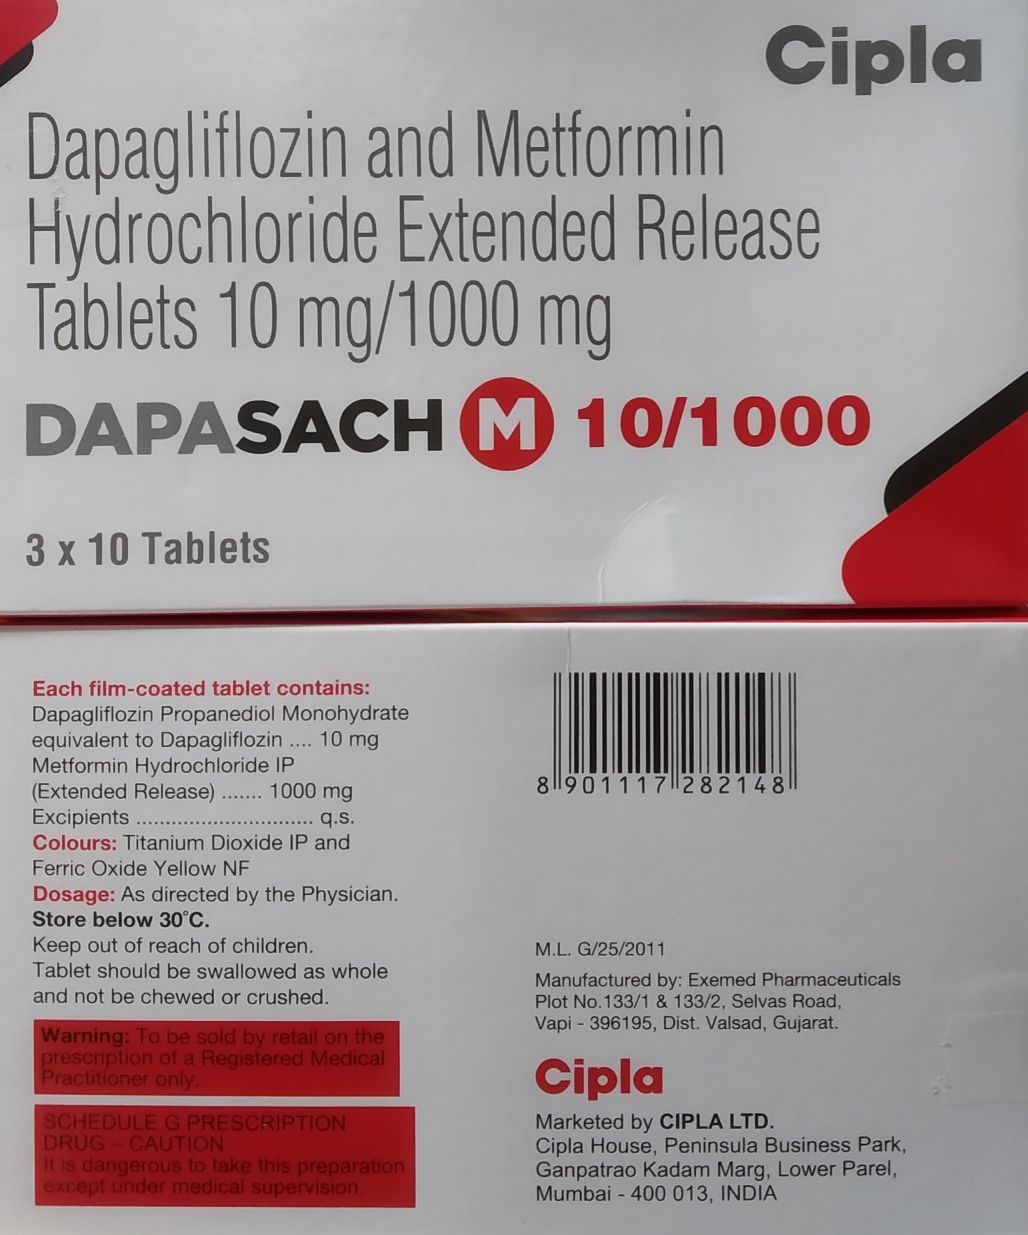 Cipla
Dapagliflozin and Metformin
Hydrochloride Extended Release
Tablets 10 mg/1000 mg
DAPASACH M 10/1000
3 x 10 Tablets
Each film-coated tablet contains:
Dapagliflozin Propanediol Monohydrate
equivalent to Dapagliflozin .... 10 mg
Metformin Hydrochloride IP
(Extended Release) ....... 1000 mg
Excipients .............................. q.s.
Colours: Titanium Dioxide IP and
Ferric Oxide Yellow NF
Dosage: As directed by the Physician.
Store below 30°C.
Keep out of reach of children.
Tablet should be swallowed as whole
and not be chewed or crushed.
Warning: To be sold by retail on the
prescription of a Registered Medical
Practitioner only.
SCHEDULE G PRESCRIPTION
DRUG – CAUTION
It is dangerous to take this preparation
except under medical supervision.
8 901117 282148
M.L. G/25/2011
Manufactured by: Exemed Pharmaceuticals
Plot No.133/1 & 133/2, Selvas Road,
Vapi - 396195, Dist. Valsad, Gujarat.
Cipla
Marketed by CIPLA LTD.
Cipla House, Peninsula Business Park,
Ganpatrao Kadam Marg, Lower Parel,
Mumbai - 400 013, INDIA